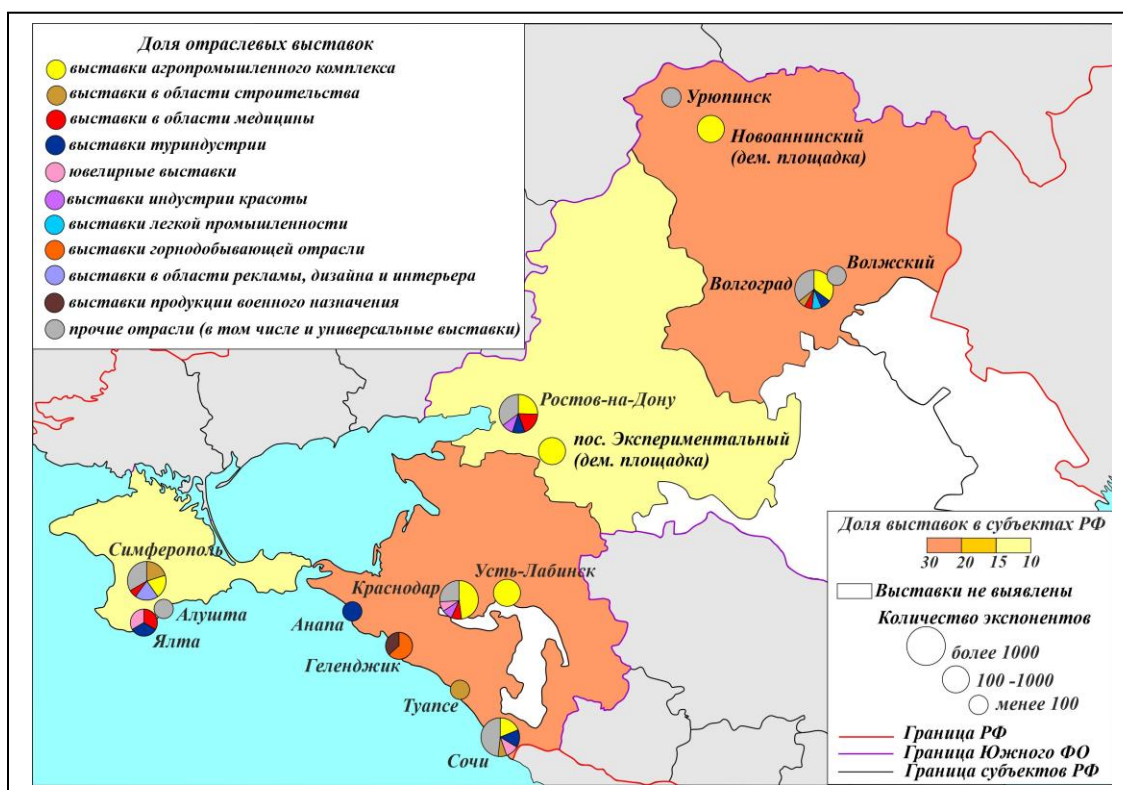 Доля отраслевых выставок
выставки агропромышленного комплекса
выставки в области строительства
выставки в области медицины
выставки туриндустрии
ювелирные выставки
выставки индустрии красоты
выставки легкой промышленности
выставки горнодобывающей отрасли
выставки в области рекламы, дизайна и интерьера
выставки продукции военного назначения
прочие отрасли (в том числе и универсальные выставки)
Урюпинск
Новоаннинский
(дем. площадка)
Волжский
Волгоград
Ростов-на-Дону
пос. Экспериментальный
(дем. площадка)
Симферополь
Алушта
Ялта
Краснодар
Усть-Лабинск
Анапа
Геленджик
Туапсе
Сочи
Доля выставок в субъектах РФ
30 20 15 10
Выставки не выявлены
Количество экспонентов
более 1000
100 -1000
менее 100
Граница РФ
Граница Южного ФО
Граница субъектов РФ